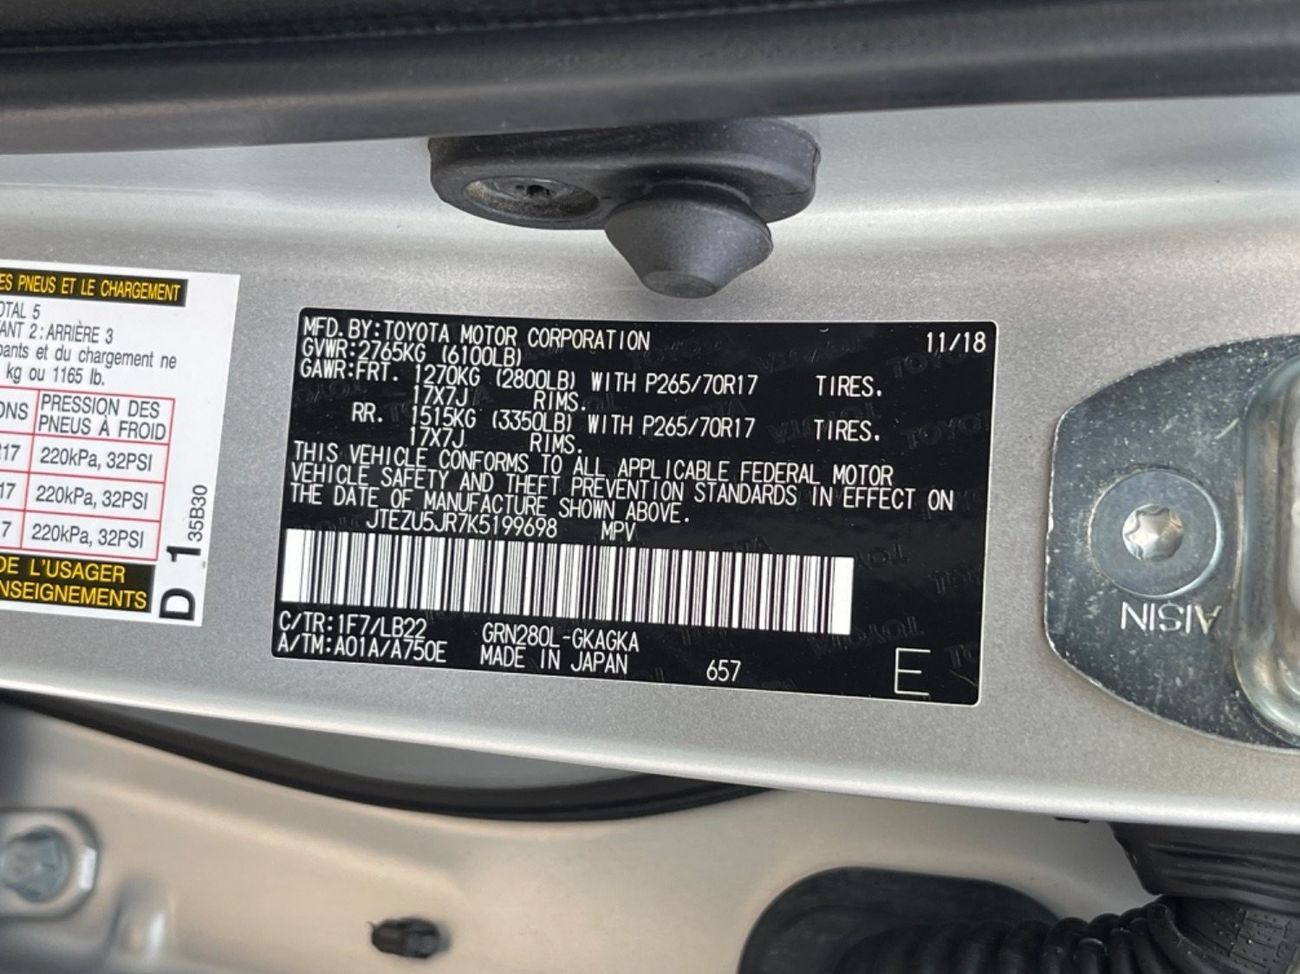 ES PNEUS ET LE CHARGEMENT
OTAL 5
ANT 2:ARRIÈRE 3
pants et du chargement ne
kg ou 1165 lb.
ONS PRESSION DES
PNEUS À FROID
R17 220kPa, 32PSI
17 220kPa, 32PSI
7 220kPa, 32PSI
DE L'USAGER
NSEIGNEMENTS
D 1 35B30
MFD.BY:TOYOTA MOTOR CORPORATION 11/18
GVWR:2765KG (6100LB)
GAWR:FRT. 1270KG (2800LB) WITH P265/70R17 TIRES.
17X7J RIMS.
RR. 1515KG (3350LB) WITH P265/70R17 TIRES.
17X7J RIMS.
THIS VEHICLE CONFORMS TO ALL APPLICABLE FEDERAL MOTOR
VEHICLE SAFETY AND THEFT PREVENTION STANDARDS IN EFFECT ON
THE DATE OF MANUFACTURE SHOWN ABOVE.
JTEZU5JR7K5199698 MPV
C/TR:1F7/LB22 GRN280L-GKAGKA
A/TM:A01A/A750E MADE IN JAPAN 657 E
AISIN